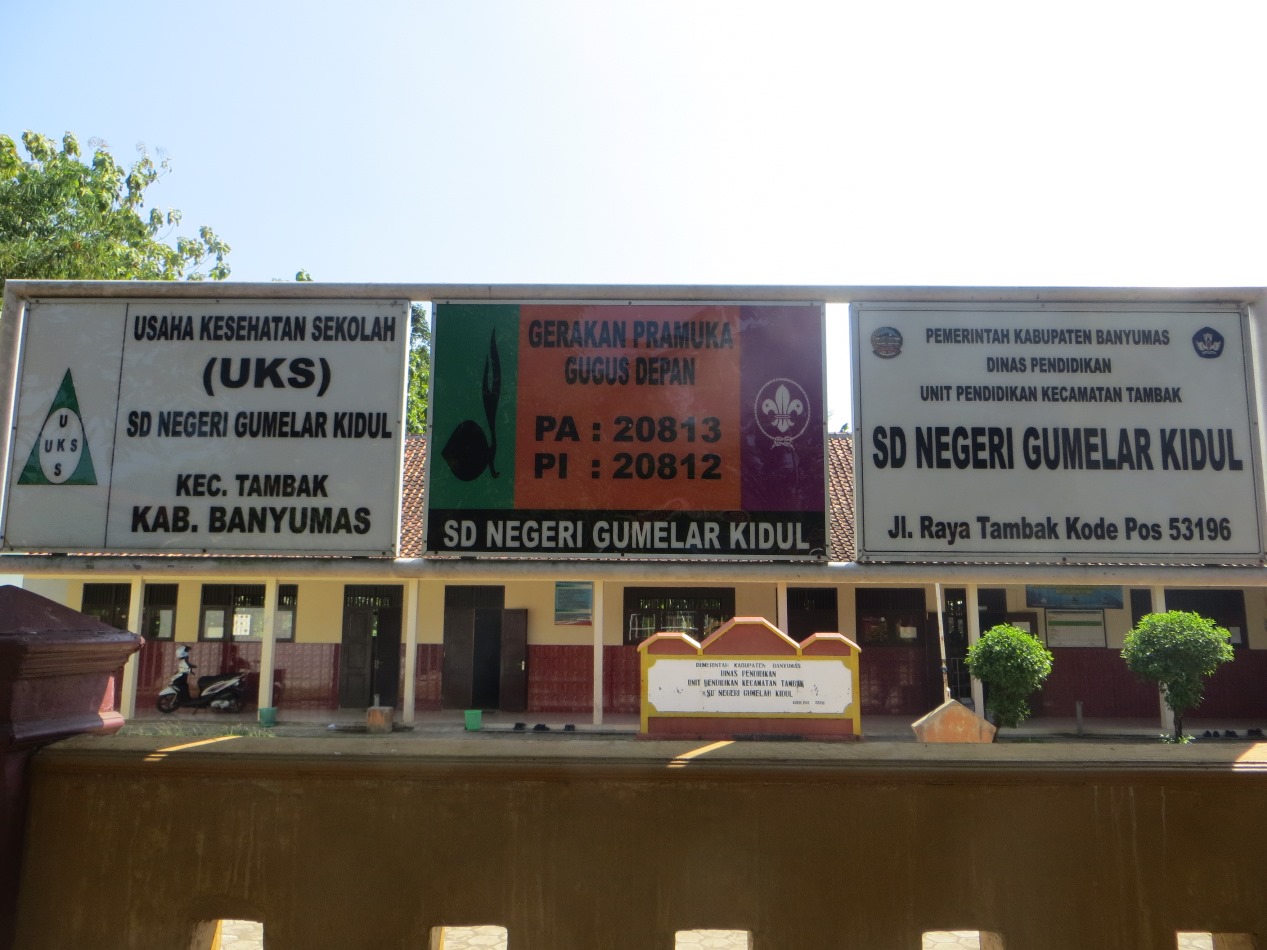 USAHA KESEHATAN SEKOLAH
(UKS)
SD NEGERI GUMELAR KIDUL
KEC. TAMBAK
KAB. BANYUMAS
U
UKS
S
GERAKAN PRAMUKA
GUGUS DEPAN
PA : 20813
PI : 20812
SD NEGERI GUMELAR KIDUL
PEMERINTAH KABUPATEN BANYUMAS
DINAS PENDIDIKAN
UNIT PENDIDIKAN KECAMATAN TAMBAK
SD NEGERI GUMELAR KIDUL
Jl. Raya Tambak Kode Pos 53196
KABUPATEN BANYUMAS
DINAS PENDIDIKAN
UNIT PENDIDIKAN KECAMATAN TAMBAK
SD NEGERI GUMELAR KIDUL